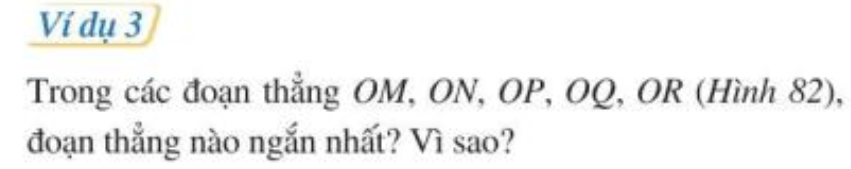 Ví dụ 3
Trong các đoạn thẳng OM, ON, OP, OQ, OR (Hình 82),
đoạn thẳng nào ngắn nhất? Vì sao?